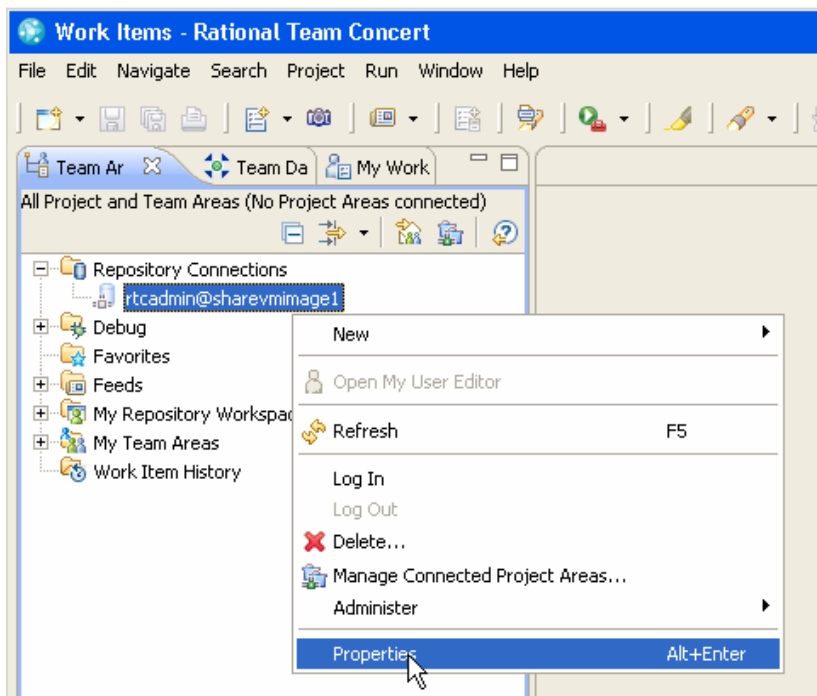 Work Items - Rational Team Concert
File Edit Navigate Search Project Run Window Help
Team Ar Team Da My Work
All Project and Team Areas (No Project Areas connected)
Repository Connections
rtcadmin@sharevmimage1
Debug
Favorites
Feeds
My Repository Workspac
My Team Areas
Work Item History
New
Open My User Editor
Refresh F5
Log In
Log Out
Delete...
Manage Connected Project Areas...
Administer
Properties Alt+Enter